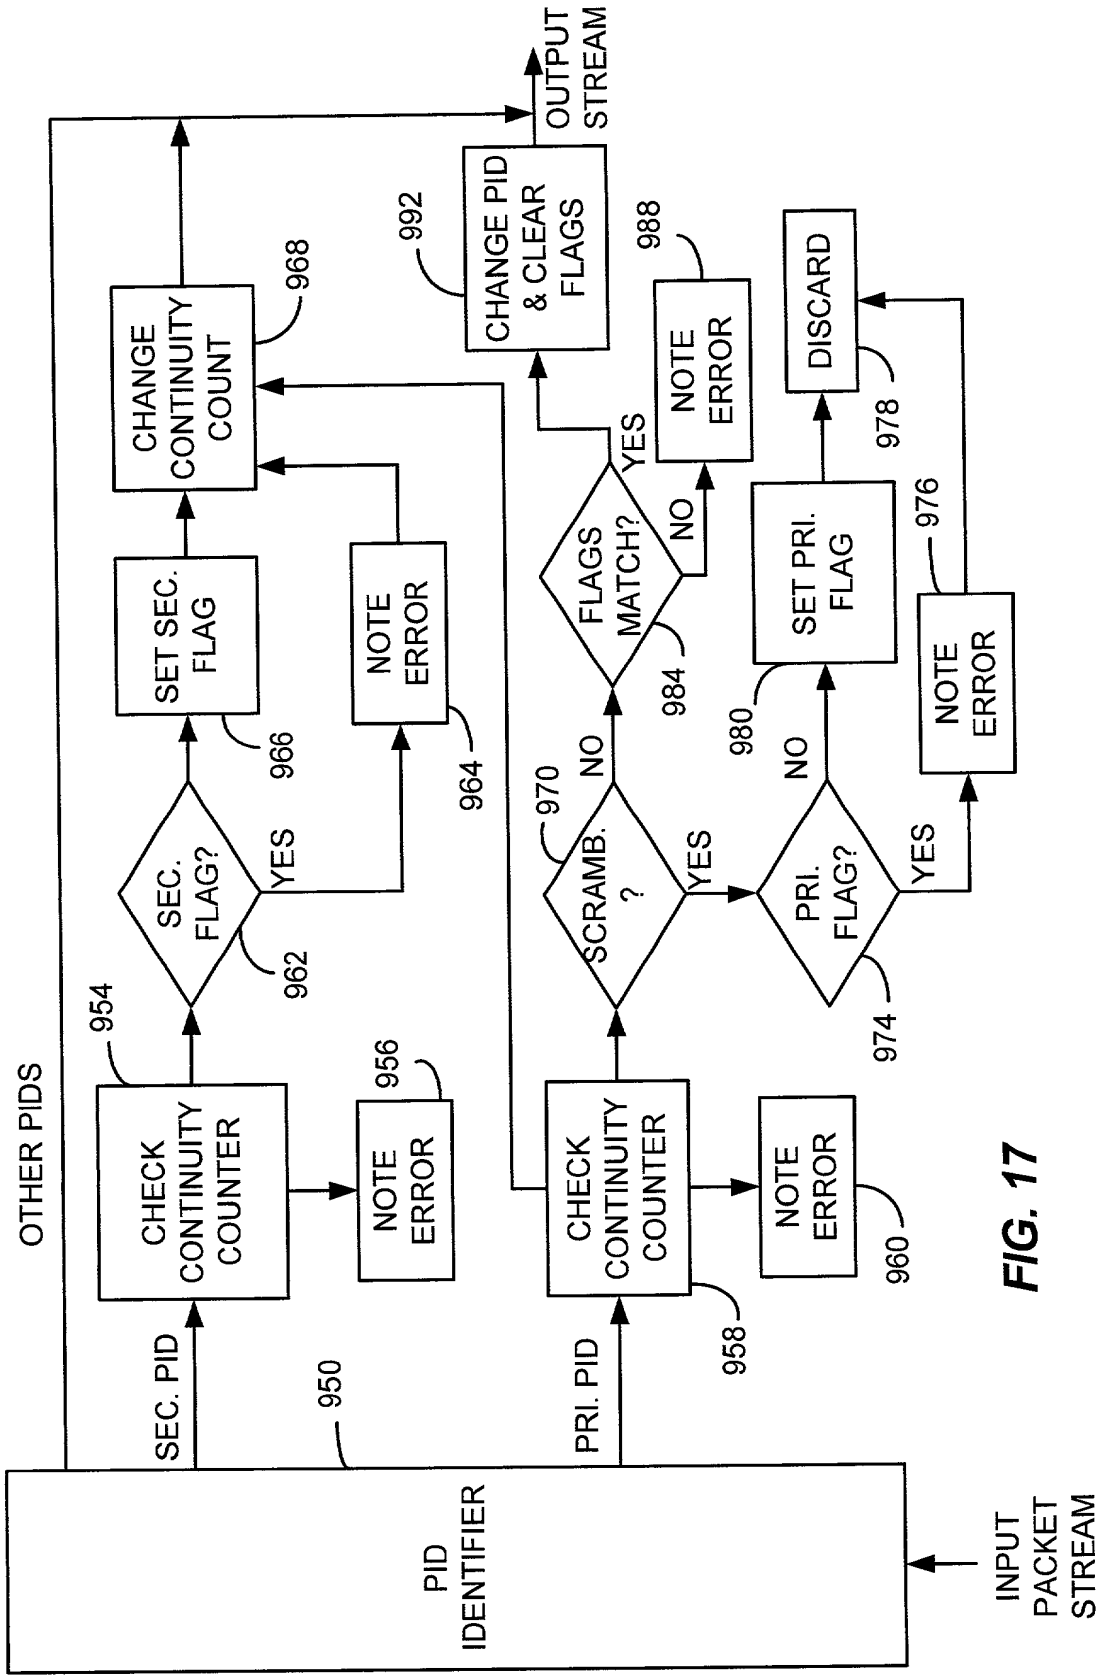 OTHER PIDS
SEC. PID
950
PRI. PID
PID
IDENTIFIER
INPUT
PACKET
STREAM
954
CHECK
CONTINUITY
COUNTER
956
NOTE
ERROR
SEC.
FLAG?
962
YES
966
SET SEC.
FLAG
964
NOTE
ERROR
CHANGE
CONTINUITY
COUNT
968
958
CHECK
CONTINUITY
COUNTER
960
NOTE
ERROR
970
SCRAMB.
?
NO
YES
974
PRI.
FLAG?
NO
YES
984
FLAGS
MATCH?
YES
NO
988
NOTE
ERROR
992
CHANGE PID
& CLEAR
FLAGS
OUTPUT
STREAM
980
SET PRI.
FLAG
976
NOTE
ERROR
978
DISCARD
FIG. 17